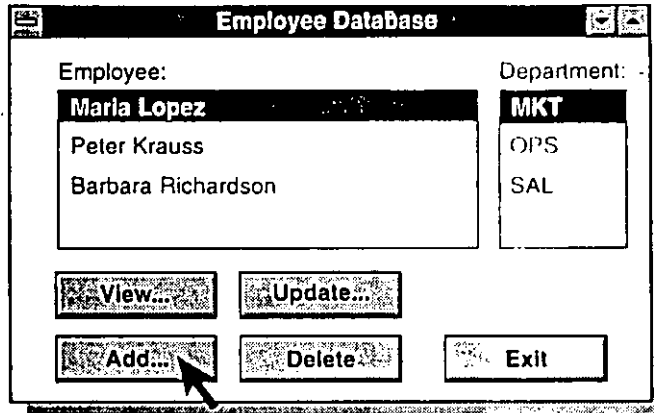 Employee DataBase
Employee: Department:
Maria Lopez MKT
Peter Krauss OPS
Barbara Richardson SAL
View... Update...
Add... Delete Exit